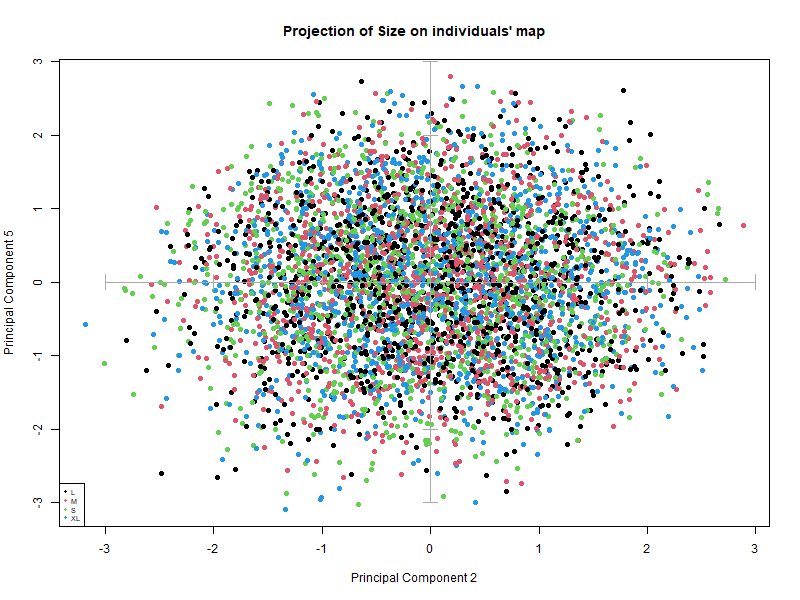 Projection of Size on individuals' map
3
2
1
0
-1
-2
-3
Principal Component 5
L
M
S
XL
-3 -2 -1 0 1 2 3
Principal Component 2